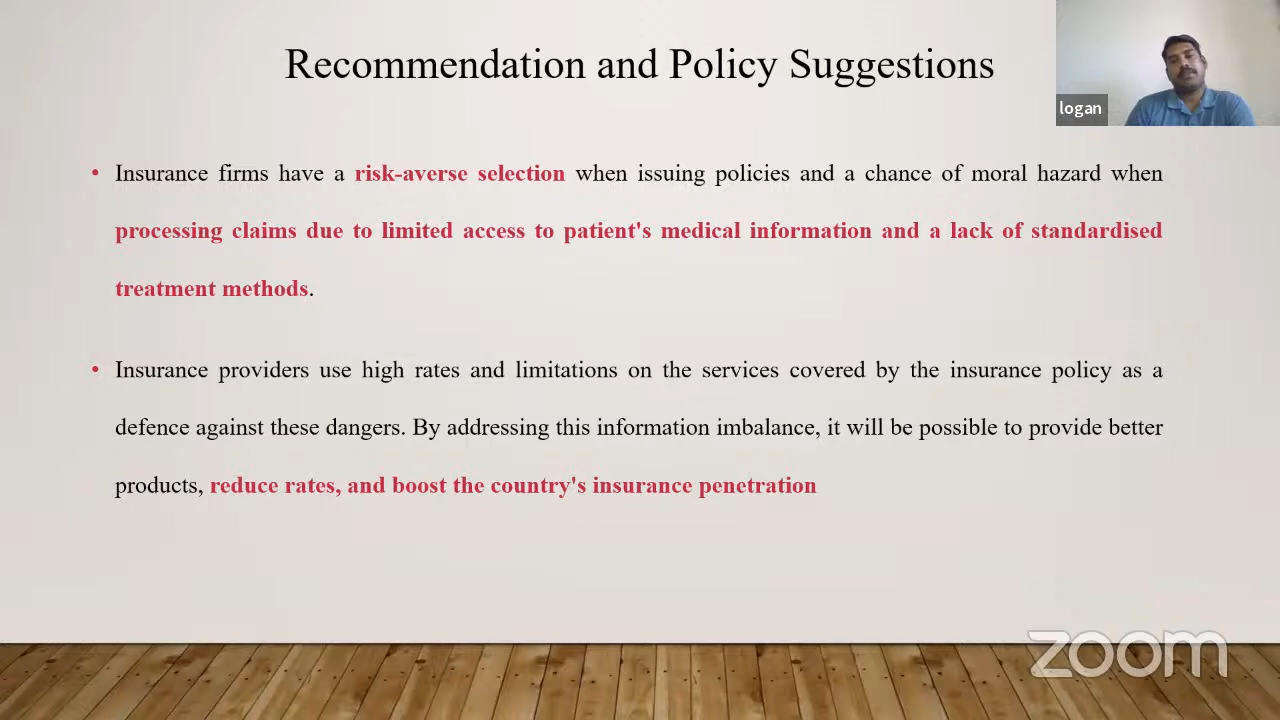 Recommendation and Policy Suggestions
logan
• Insurance firms have a risk-averse selection when issuing policies and a chance of moral hazard when
processing claims due to limited access to patient's medical information and a lack of standardised
treatment methods.
• Insurance providers use high rates and limitations on the services covered by the insurance policy as a
defence against these dangers. By addressing this information imbalance, it will be possible to provide better
products, reduce rates, and boost the country's insurance penetration
zoom